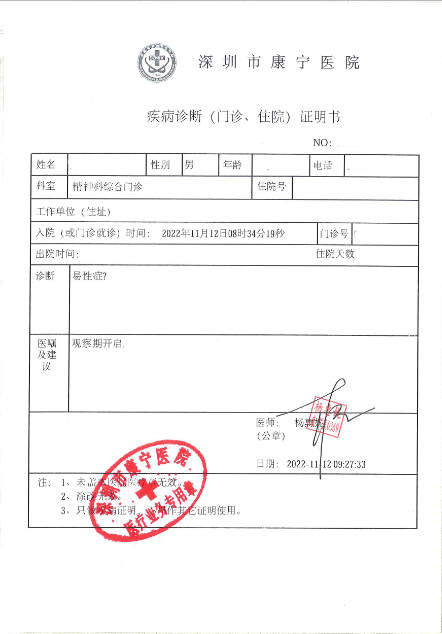 深圳市康宁医院
疾病诊断（门诊、住院）证明书
NO:
姓名 性别 男 年龄 电话
科室 精神科综合门诊 住院号
工作单位（住址）
入院（或门诊就诊）时间: 2022年11月12日08时34分19秒 门诊号
出院时间: 住院天数
诊断 易性症?
医嘱及建议 观察期开启.
医师: 杨
(公章)
日期: 2022-11-12 09:27:33
深圳市康宁医院
医疗业务专用章
注: 1、未盖 无效。
2、涂改无效。
3、只做 证明, 作其它证明使用。